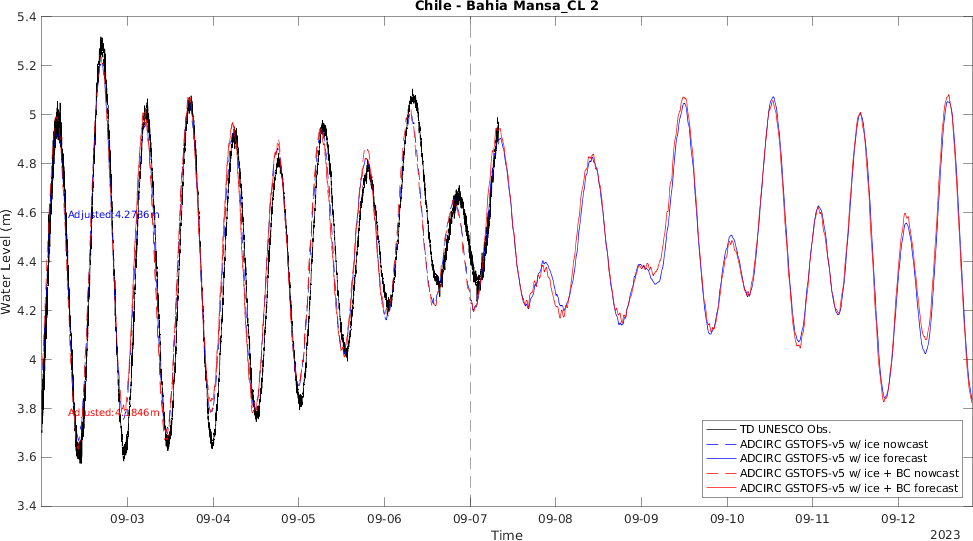 Chile - Bahia Mansa_CL 2
5.4
5.2
5
4.8
4.6
4.4
4.2
4
3.8
3.6
3.4
Water Level (m)
Adjusted:4.2736m
TD UNESCO Obs.
ADCIRC GSTOFS-v5 w/ ice nowcast
ADCIRC GSTOFS-v5 w/ ice forecast
ADCIRC GSTOFS-v5 w/ ice + BC nowcast
ADCIRC GSTOFS-v5 w/ ice + BC forecast
09-03 09-04 09-05 09-06 09-07 09-08 09-09 09-10 09-11 09-12
Time
2023